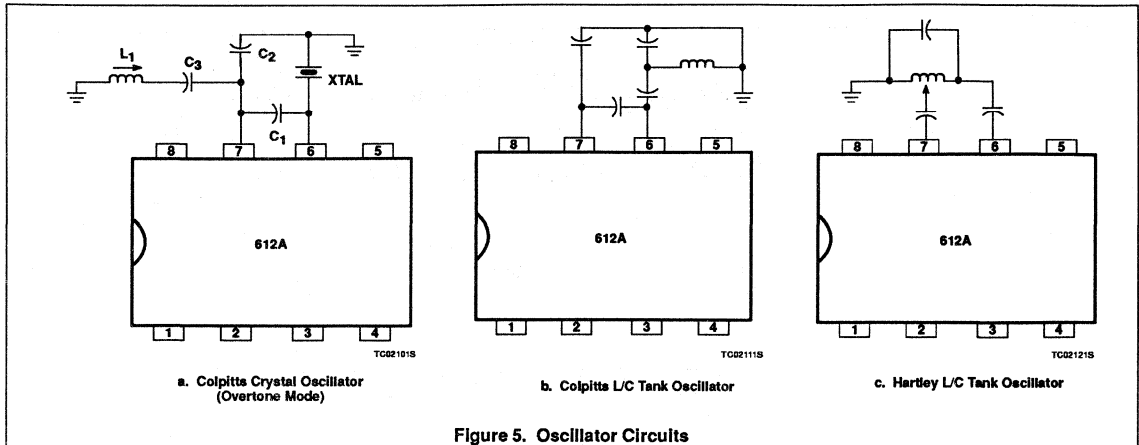 L1
C3
C2
XTAL
C1
8 7 6 5
612A
1 2 3 4
TC02101S
a. Colpitts Crystal Oscillator
(Overtone Mode)
8 7 6 5
612A
1 2 3 4
TC02111S
b. Colpitts L/C Tank Oscillator
8 7 6 5
612A
1 2 3 4
TC02121S
c. Hartley L/C Tank Oscillator
Figure 5. Oscillator Circuits